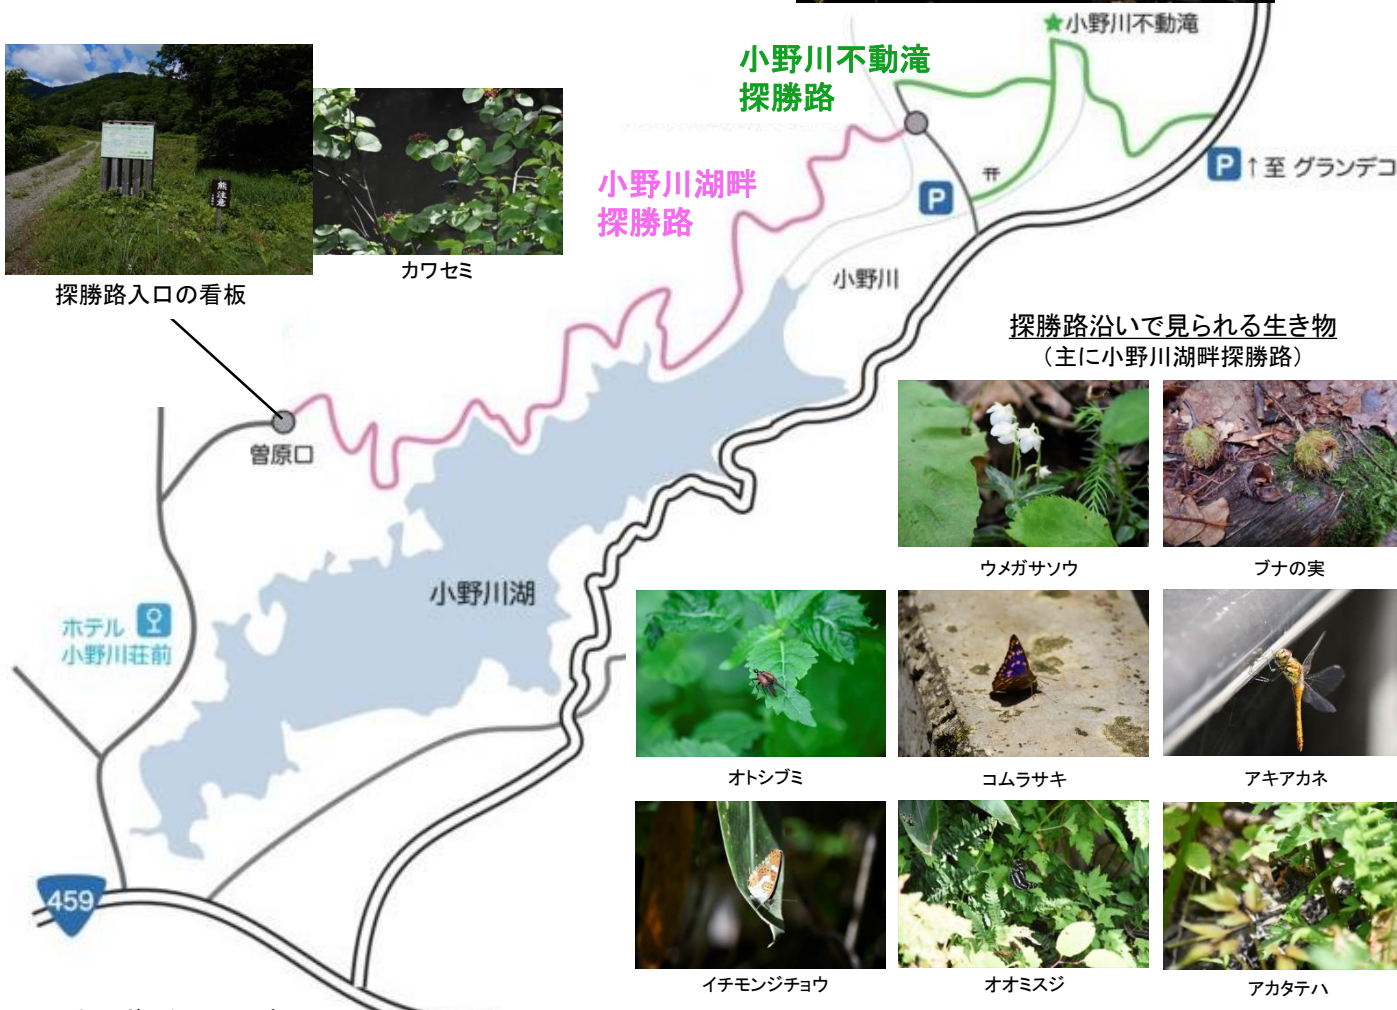 ★小野川不動滝
小野川不動滝
探勝路
小野川湖畔
探勝路
P
P ↑至 グランデコ
熊注意
カワセミ
探勝路入口の看板
小野川
探勝路沿いで見られる生き物
（主に小野川湖畔探勝路）
曽原口
ウメガサソウ
ブナの実
小野川湖
ホテル
小野川荘前
オトシブミ
コムラサキ
アキアカネ
459
イチモンジチョウ
オオミスジ
アカタテハ